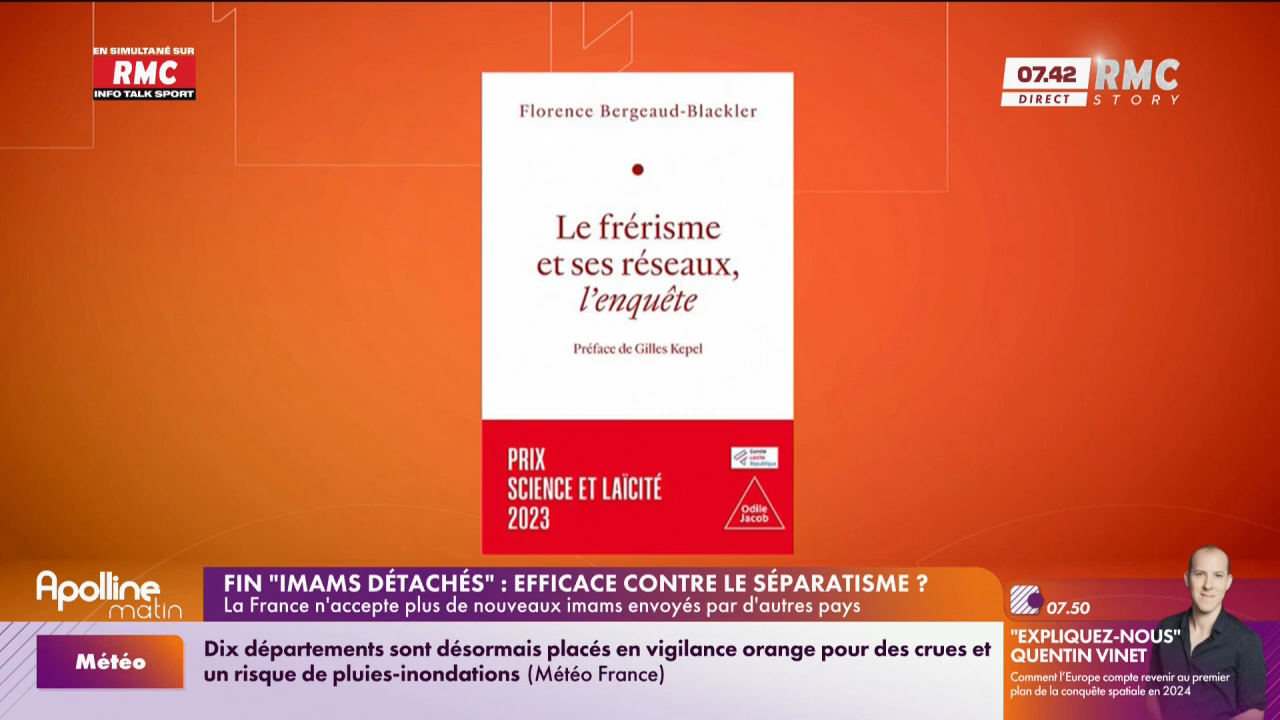 EN SIMULTANÉ SUR
RMC
INFO TALK SPORT
07.42
DIRECT
RMC
STORY
Florence Bergeaud-Blackler
Le frérisme
et ses réseaux,
l'enquête
Préface de Gilles Kepel
PRIX
SCIENCE ET LAÏCITÉ
2023
Comité
Laïcité
République
Odile
Jacob
Apolline
matin
FIN "IMAMS DÉTACHÉS" : EFFICACE CONTRE LE SÉPARATISME ?
La France n'accepte plus de nouveaux imams envoyés par d'autres pays
07.50
"EXPLIQUEZ-NOUS"
QUENTIN VINET
Comment l'Europe compte revenir au premier
plan de la conquête spatiale en 2024
Météo
Dix départements sont désormais placés en vigilance orange pour des crues et
un risque de pluies-inondations (Météo France)